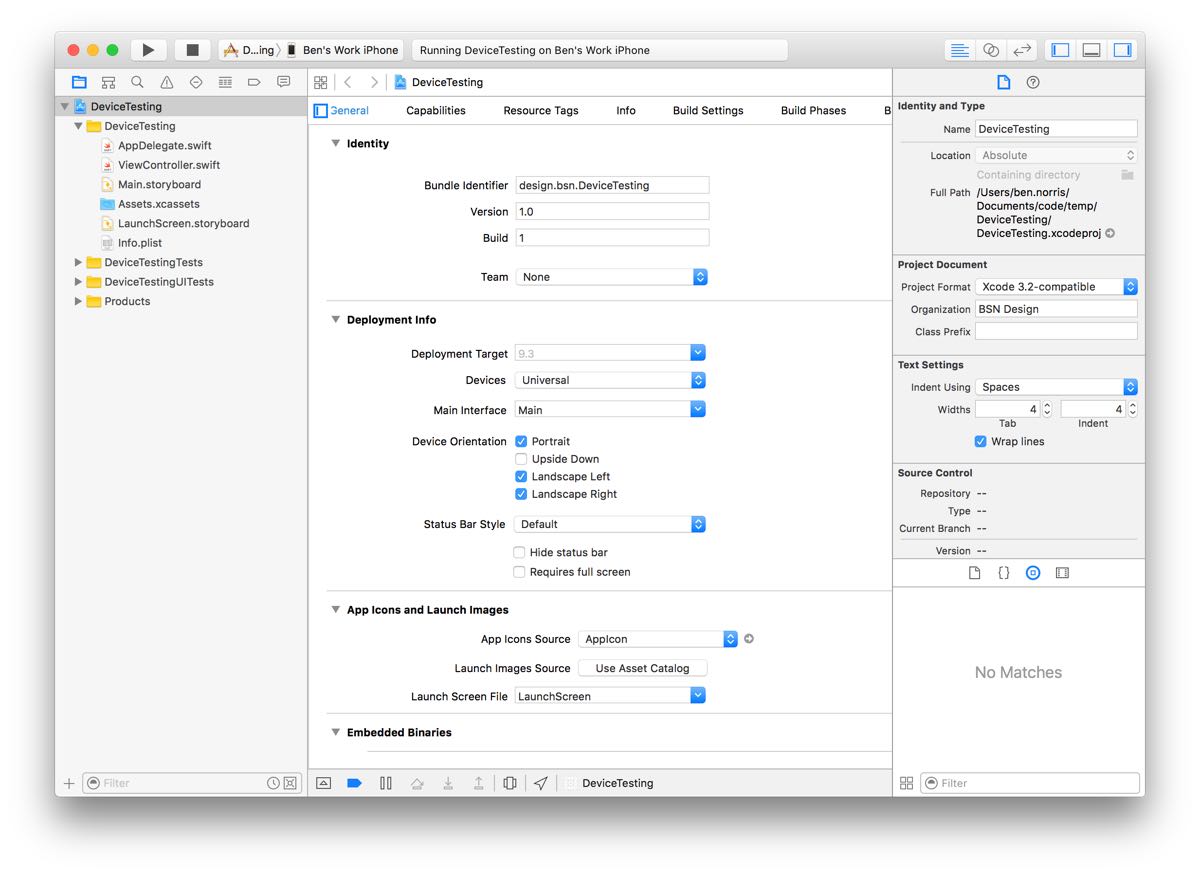 D...ing
Ben's Work iPhone
Running DeviceTesting on Ben's Work iPhone
DeviceTesting
DeviceTesting
AppDelegate.swift
ViewController.swift
Main.storyboard
Assets.xcassets
LaunchScreen.storyboard
Info.plist
DeviceTestingTests
DeviceTestingUITests
Products
Filter
DeviceTesting
General Capabilities Resource Tags Info Build Settings Build Phases B
Identity
Bundle Identifier design.bsn.DeviceTesting
Version 1.0
Build 1
Team None
Deployment Info
Deployment Target 9.3
Devices Universal
Main Interface Main
Device Orientation Portrait
Upside Down
Landscape Left
Landscape Right
Status Bar Style Default
Hide status bar
Requires full screen
App Icons and Launch Images
App Icons Source AppIcon
Launch Images Source Use Asset Catalog
Launch Screen File LaunchScreen
Embedded Binaries
DeviceTesting
Identity and Type
Name DeviceTesting
Location Absolute
Containing directory
Full Path /Users/ben.norris/
Documents/code/temp/
DeviceTesting/
DeviceTesting.xcodeproj
Project Document
Project Format Xcode 3.2-compatible
Organization BSN Design
Class Prefix
Text Settings
Indent Using Spaces
Widths 4 4
Tab Indent
Wrap lines
Source Control
Repository --
Type --
Current Branch --
Version --
{}
No Matches
Filter